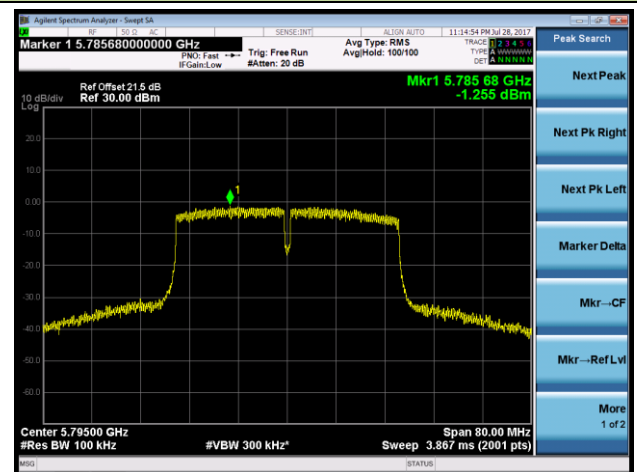 Agilent Spectrum Analyzer - Swept SA
RF 50 Ω AC SENSE:INT ALIGN AUTO 11:14:54 PM Jul 28, 2017
Marker 1 5.785680000000 GHz
PNO: Fast Trig: Free Run Avg Type: RMS TRACE 1 2 3 4 5 6
IFGain:Low #Atten: 20 dB Avg|Hold: 100/100 TYPE A WWWWW
DET A N N N N N
Peak Search
Mkr1 5.785 68 GHz
-1.255 dBm
Ref Offset 21.5 dB
10 dB/div Ref 30.00 dBm
Log
Next Peak
20.0
Next Pk Right
10.0
0.00
1
Next Pk Left
-10.0
-20.0
Marker Delta
-30.0
Mkr→CF
-40.0
-50.0
Mkr→Ref Lvl
-60.0
More
1 of 2
Center 5.79500 GHz Span 80.00 MHz
#Res BW 100 kHz #VBW 300 kHz* Sweep 3.867 ms (2001 pts)
MSG STATUS